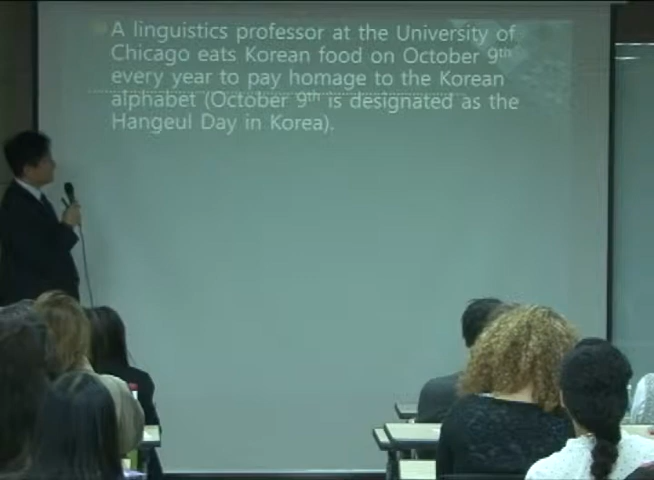 A linguistics professor at the University of
Chicago eats Korean food on October 9th
every year to pay homage to the Korean
alphabet (October 9th is designated as the
Hangeul Day in Korea).